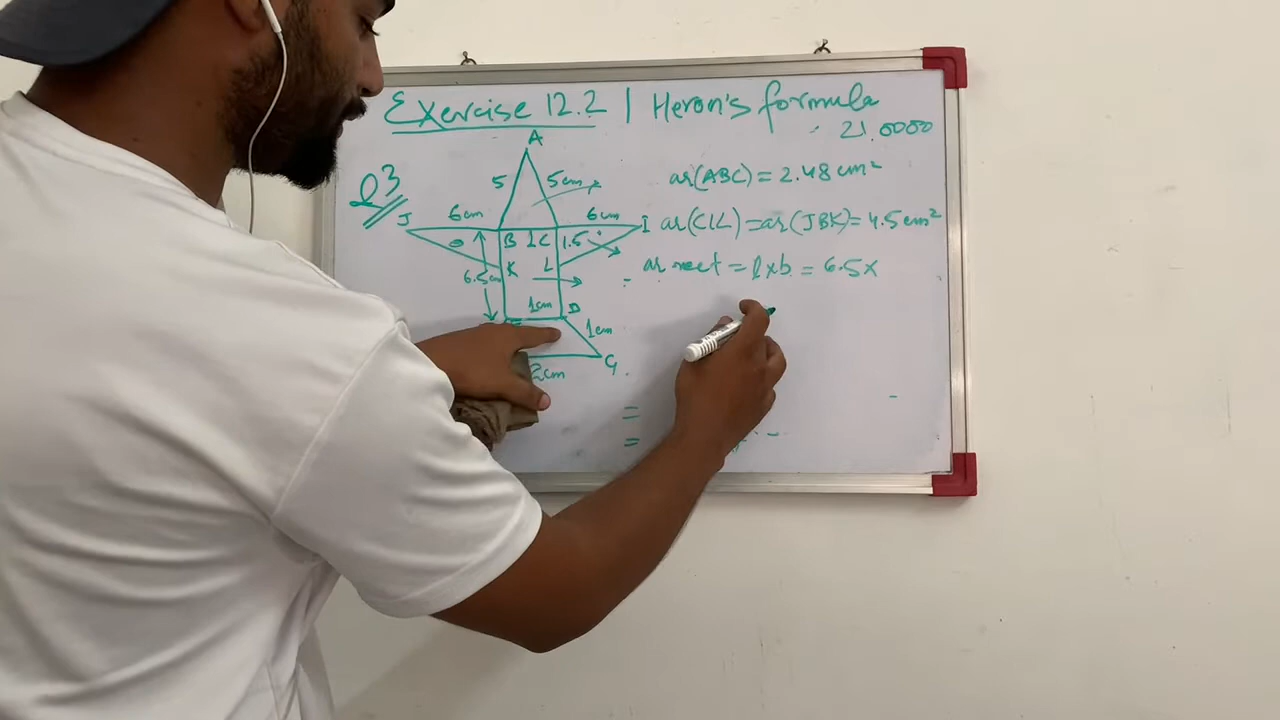 Exercise 12.2 | Heron's formula
21.0000
Q3
A
5 5cm
ar(ABC) = 2.48 cm²
J 6cm 6cm I
ar(CIL) = ar(JBK) = 4.5 cm²
B 1 C 1.5
6.5cm K L
ar rect = l x b = 6.5 x
1cm D
1cm
2cm G
=
=